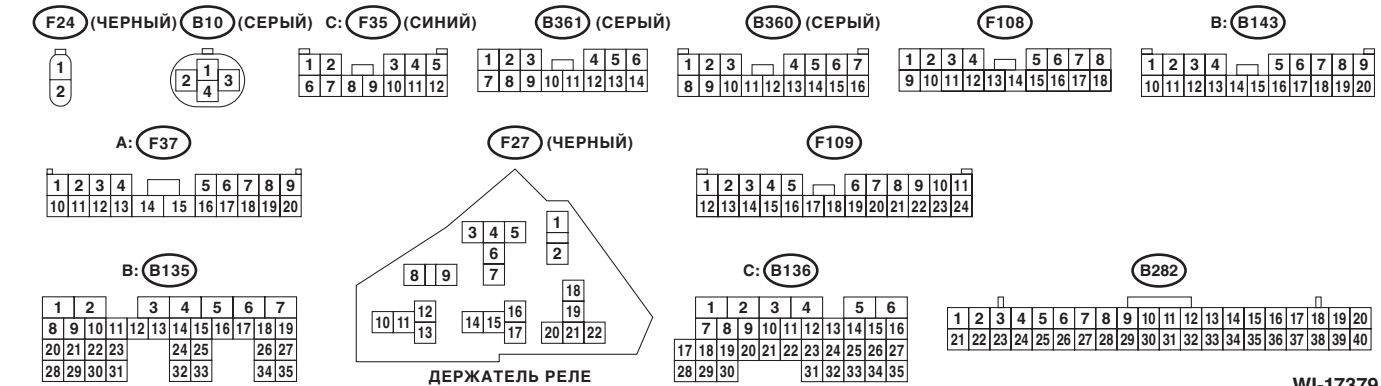 F24 (ЧЕРНЫЙ) B10 (СЕРЫЙ) C: F35 (СИНИЙ) B361 (СЕРЫЙ) B360 (СЕРЫЙ) F108 B: B143
1 1 1 2 3 4 5 1 2 3 4 5 6 1 2 3 4 5 6 7 1 2 3 4 5 6 7 8 1 2 3 4 5 6 7 8 9
2 2 3 4 6 7 8 9 10 11 12 7 8 9 10 11 12 13 14 8 9 10 11 12 13 14 15 16 9 10 11 12 13 14 15 16 17 18 10 11 12 13 14 15 16 17 18 19 20
A: F37 F27 (ЧЕРНЫЙ) F109
1 2 3 4 5 6 7 8 9
10 11 12 13 14 15 16 17 18 19 20
3 4 5 1
6 2
7
8 9
18
12 16 19
10 11 14 15
13 17 20 21 22
ДЕРЖАТЕЛЬ РЕЛЕ
1 2 3 4 5 6 7 8 9 10 11
12 13 14 15 16 17 18 19 20 21 22 23 24
B: B135 C: B136 B282
1 2 3 4 5 6 7
8 9 10 11 12 13 14 15 16 17 18 19
20 21 22 23 24 25 26 27
28 29 30 31 32 33 34 35
1 2 3 4 5 6
7 8 9 10 11 12 13 14 15 16
17 18 19 20 21 22 23 24 25 26 27
28 29 30 31 32 33 34 35
1 2 3 4 5 6 7 8 9 10 11 12 13 14 15 16 17 18 19 20
21 22 23 24 25 26 27 28 29 30 31 32 33 34 35 36 37 38 39 40
WI-17379